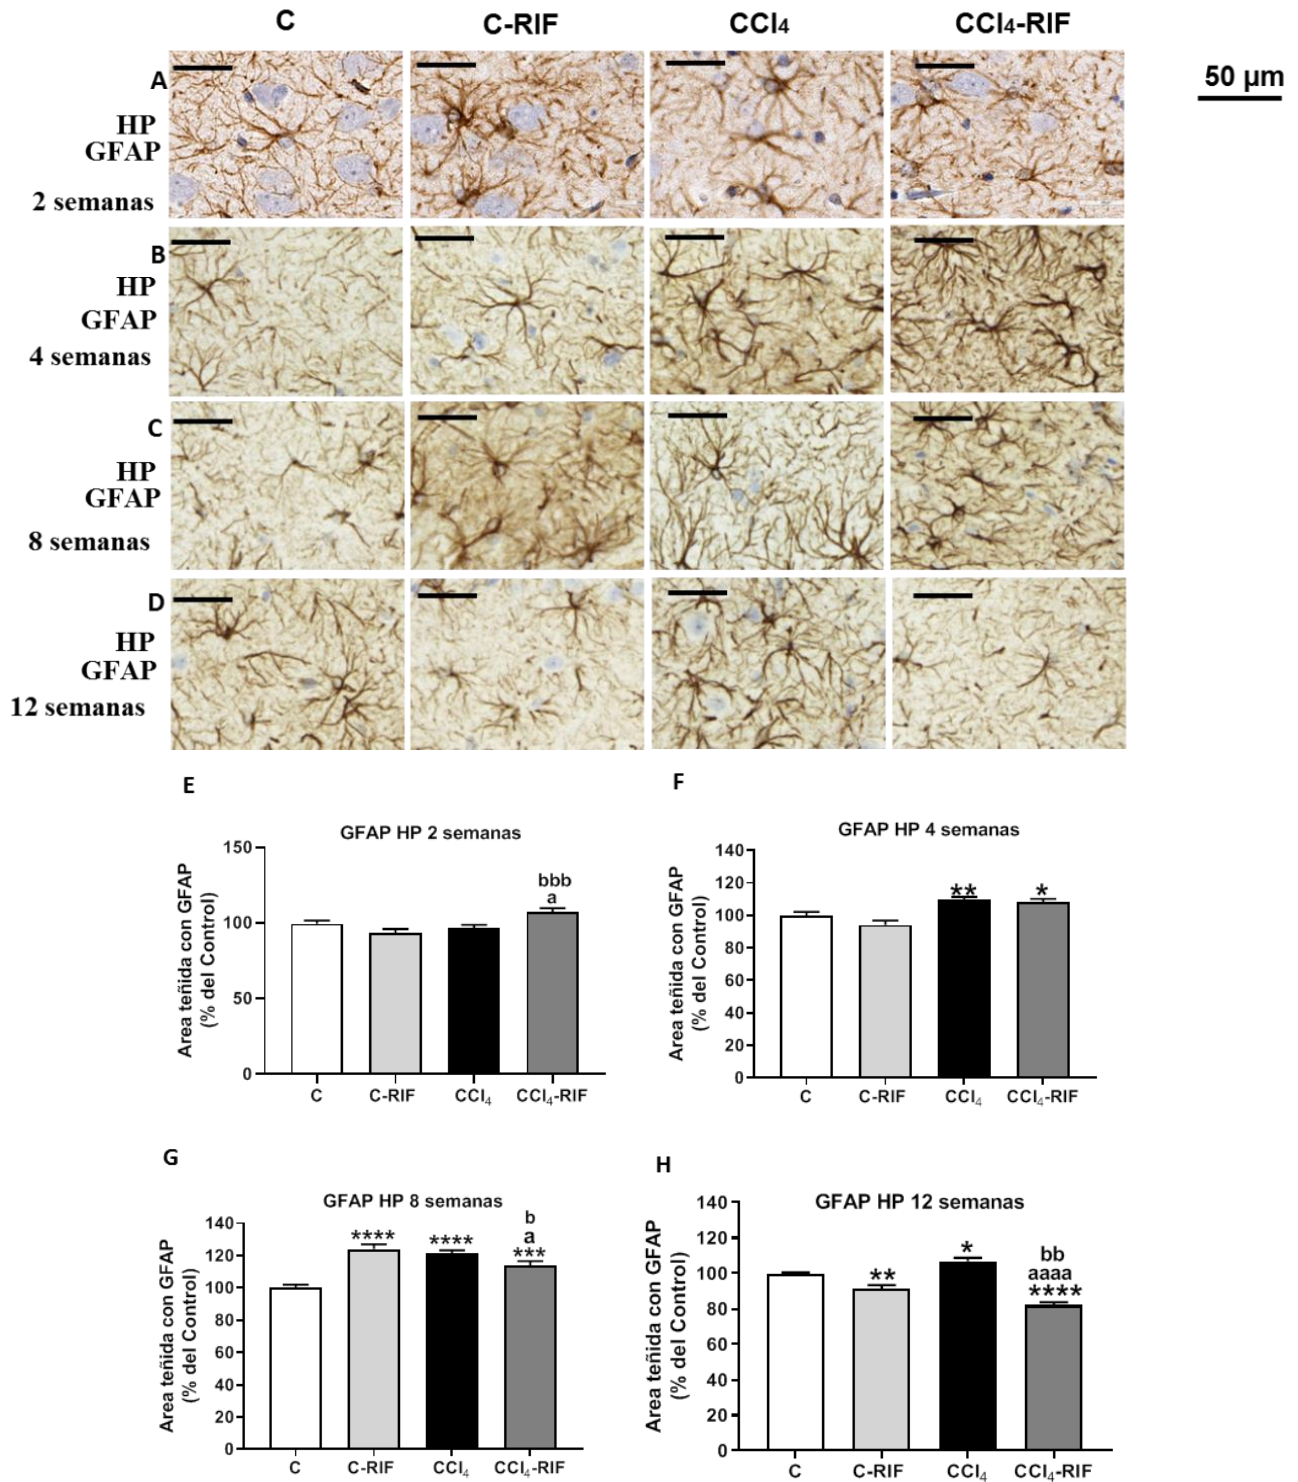 C C-RIF CCl₄ CCl₄-RIF
50 µm
A
HP
GFAP
2 semanas
B
HP
GFAP
4 semanas
C
HP
GFAP
8 semanas
D
HP
GFAP
12 semanas
E
GFAP HP 2 semanas
Area teñida con GFAP
(% del Control)
150
100
50
0
bbb
a
C C-RIF CCl₄ CCl₄-RIF
F
GFAP HP 4 semanas
Area teñida con GFAP
(% del Control)
140
120
100
80
60
40
20
0
** *
C C-RIF CCl₄ CCl₄-RIF
G
GFAP HP 8 semanas
Area teñida con GFAP
(% del Control)
140
120
100
80
60
40
20
0
b
a
**** **** ***
C C-RIF CCl₄ CCl₄-RIF
H
GFAP HP 12 semanas
Area teñida con GFAP
(% del Control)
140
120
100
80
60
40
20
0
bb
aaaa
** * ****
C C-RIF CCl₄ CCl₄-RIF